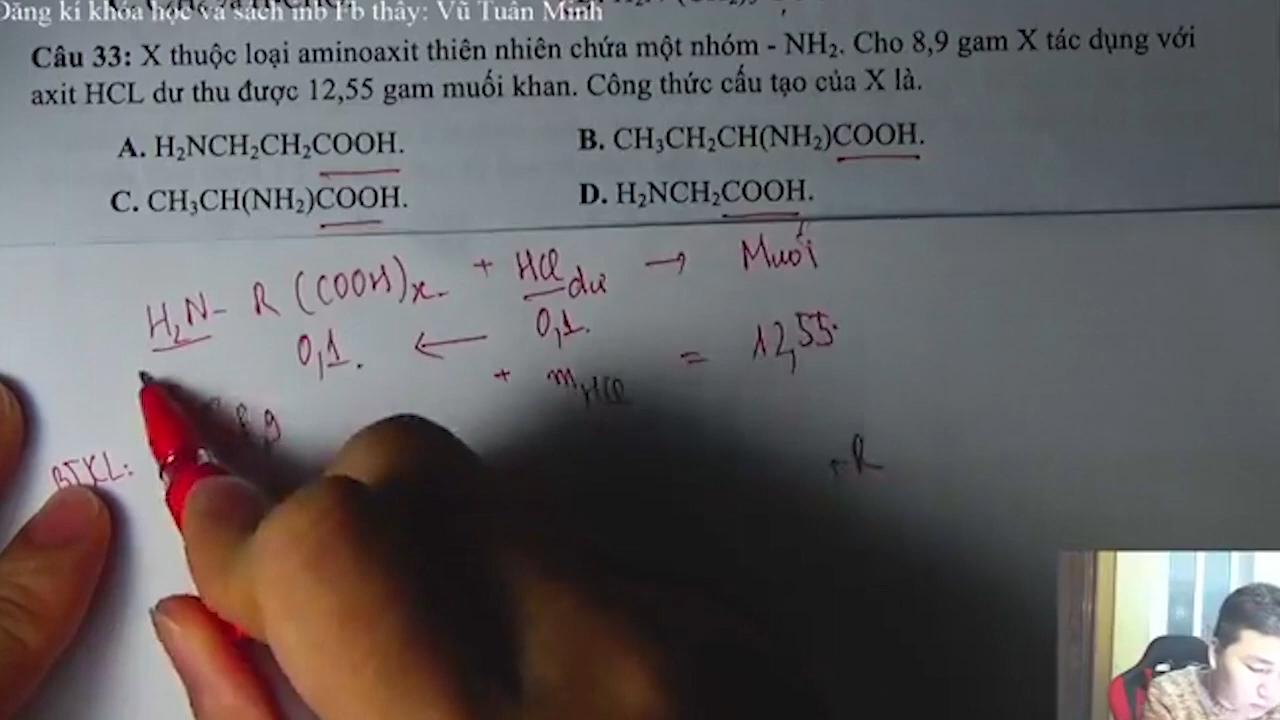 Đăng kí khóa học và sách inb Fb thầy: Vũ Tuấn Minh
Câu 33: X thuộc loại aminoaxit thiên nhiên chứa một nhóm - NH₂. Cho 8,9 gam X tác dụng với
axit HCL dư thu được 12,55 gam muối khan. Công thức cấu tạo của X là.
A. H₂NCH₂CH₂COOH.
B. CH₃CH₂CH(NH₂)COOH.
C. CH₃CH(NH₂)COOH.
D. H₂NCH₂COOH.
H₂N- R (COOH)ₓ + HCl dư → Muối
0,1. ← 0,1.
8,9 + mHCl = 12,55.
BTKL: